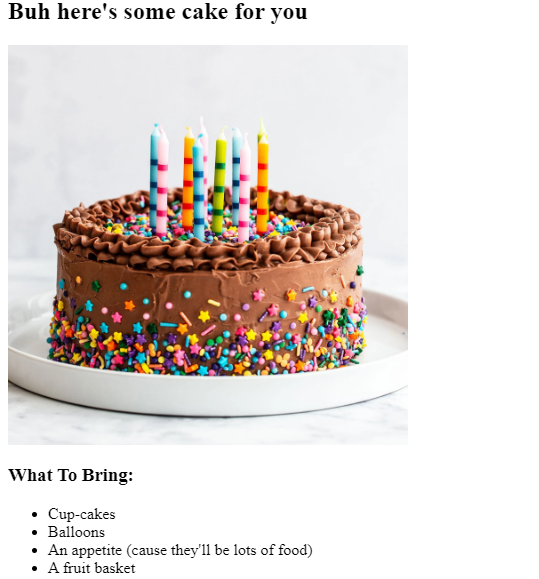 Buh here's some cake for you
What To Bring:
Cup-cakes
Balloons
An appetite (cause they'll be lots of food)
A fruit basket